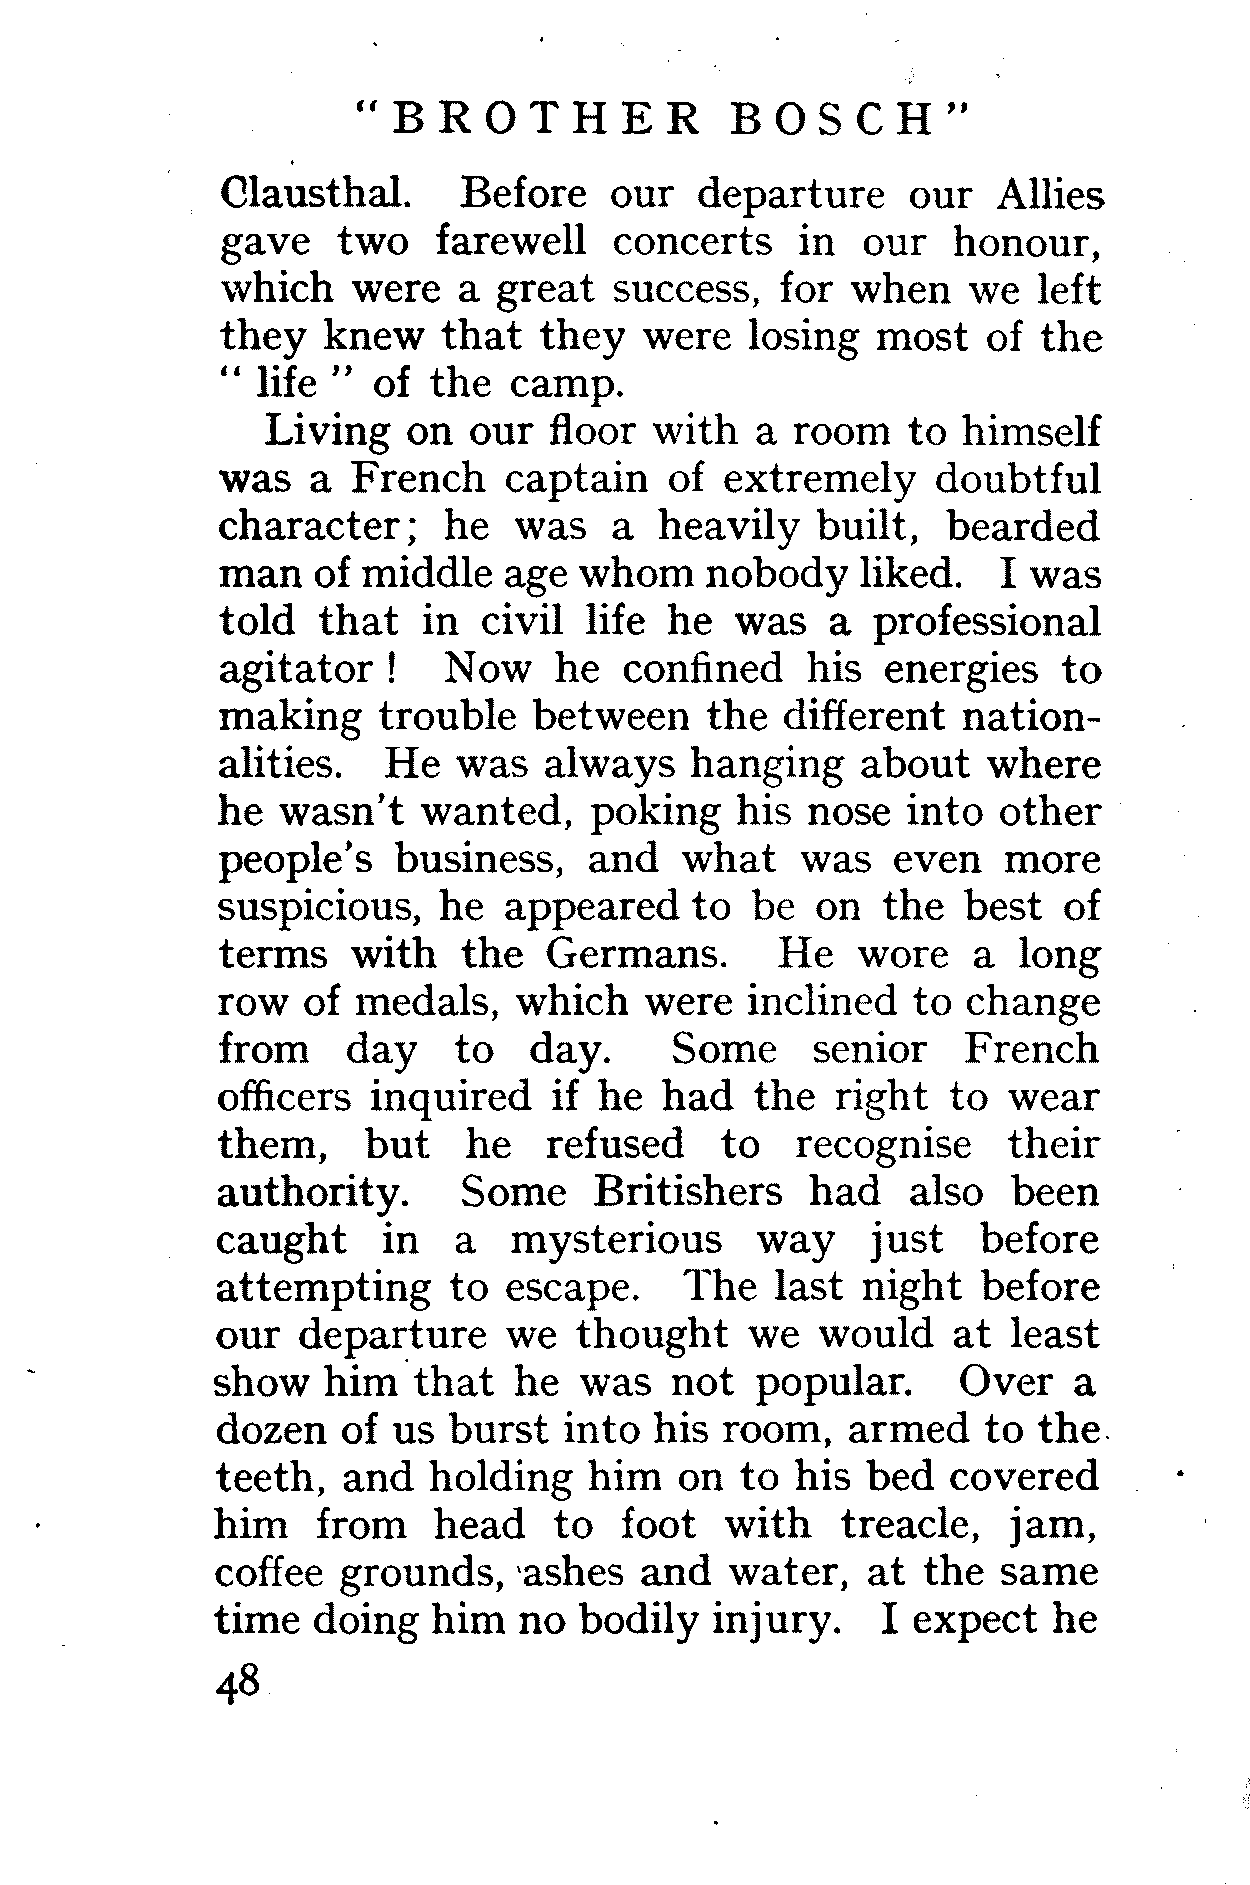 "BROTHER BOSCH"
Clausthal. Before our departure our Allies
gave two farewell concerts in our honour,
which were a great success, for when we left
they knew that they were losing most of the
" life " of the camp.
Living on our floor with a room to himself
was a French captain of extremely doubtful
character; he was a heavily built, bearded
man of middle age whom nobody liked. I was
told that in civil life he was a professional
agitator ! Now he confined his energies to
making trouble between the different nation-
alities. He was always hanging about where
he wasn't wanted, poking his nose into other
people's business, and what was even more
suspicious, he appeared to be on the best of
terms with the Germans. He wore a long
row of medals, which were inclined to change
from day to day. Some senior French
officers inquired if he had the right to wear
them, but he refused to recognise their
authority. Some Britishers had also been
caught in a mysterious way just before
attempting to escape. The last night before
our departure we thought we would at least
show him that he was not popular. Over a
dozen of us burst into his room, armed to the
teeth, and holding him on to his bed covered
him from head to foot with treacle, jam,
coffee grounds, ashes and water, at the same
time doing him no bodily injury. I expect he
48